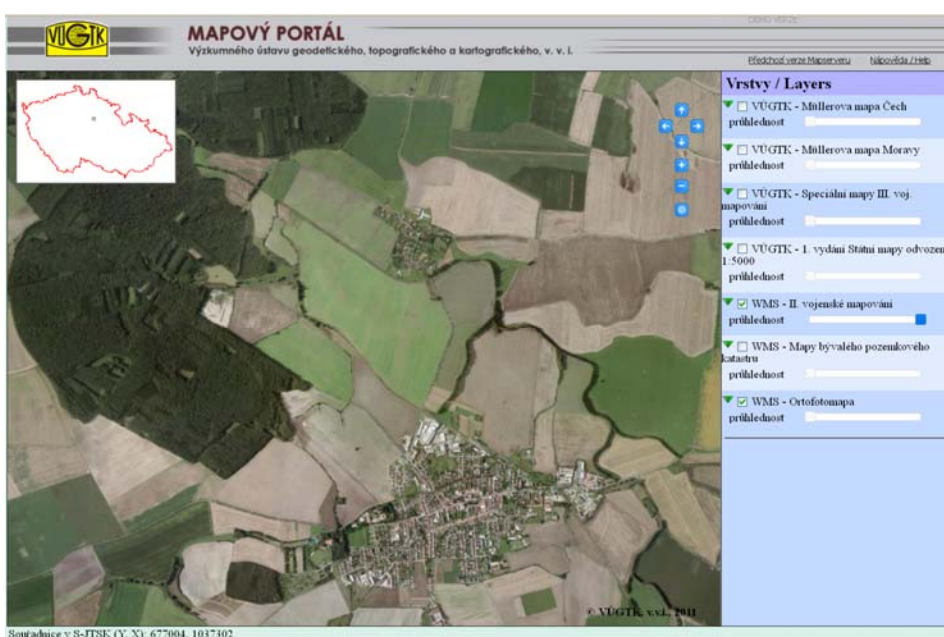 DEMO VERZE
VÚGTK
MAPOVÝ PORTÁL
Výzkumného ústavu geodetického, topografického a kartografického, v. v. i.
Předchozí verze Mapserveru Nápověda / Help
Vrstvy / Layers
VÚGTK - Müllerova mapa Čech
průhlednost
VÚGTK - Müllerova mapa Moravy
průhlednost
VÚGTK - Speciální mapy III. voj.
mapování
průhlednost
VÚGTK - 1. vydání Státní mapy odvozen
1:5000
průhlednost
WMS - II. vojenské mapování
průhlednost
WMS - Mapy bývalého pozemkového
katastru
průhlednost
WMS - Ortofotomapa
průhlednost
© VÚGTK, v.v.i., 2011
Souřadnice v S-JTSK (Y, X): 677004, 1037302